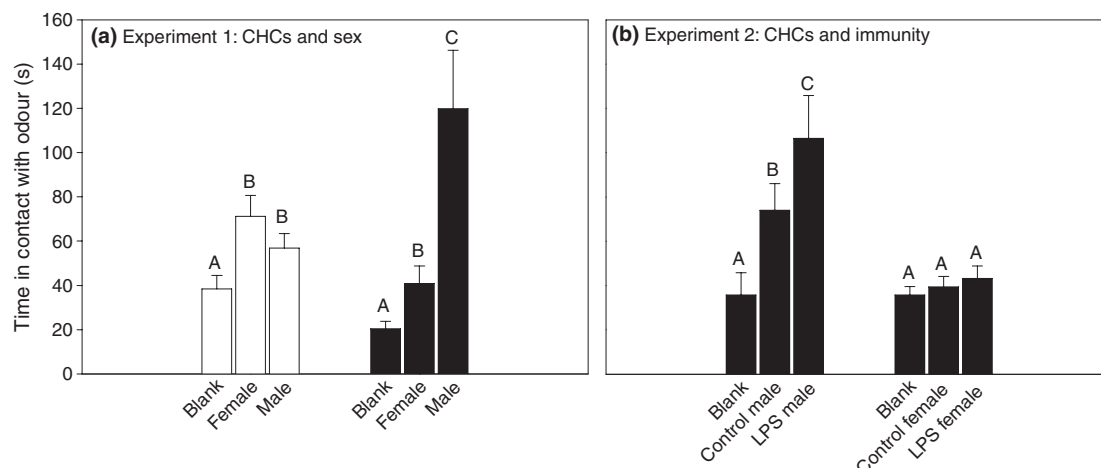 (a) Experiment 1: CHCs and sex
(b) Experiment 2: CHCs and immunity
Time in contact with odour (s)
160
140
120
100
80
60
40
20
0
A
B
B
A
B
C
A
B
C
A
A
A
Blank
Female
Male
Blank
Female
Male
Blank
Control male
LPS male
Blank
Control female
LPS female